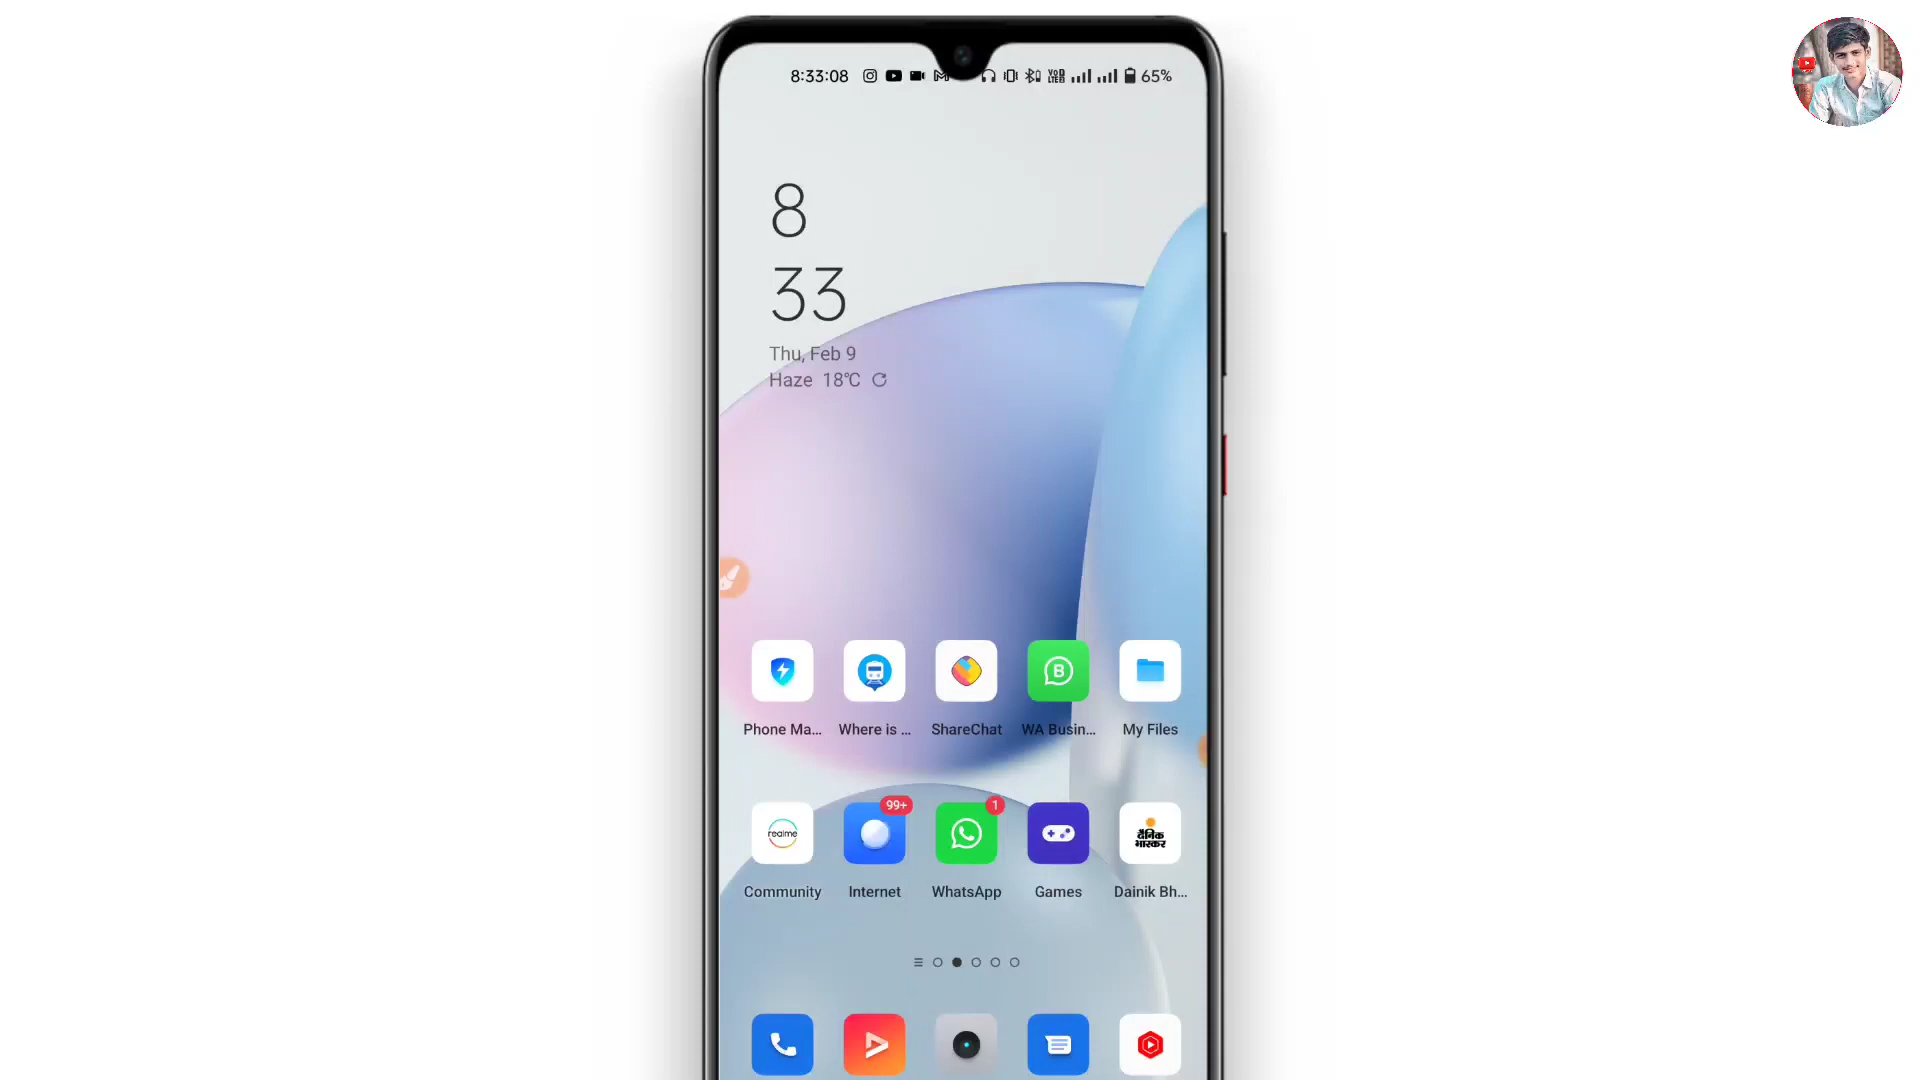 8:33:08 65%
8
33
Thu, Feb 9
Haze 18°C
Phone Ma... Where is ... ShareChat WA Busin... My Files
realme 99+ 1 दैनिक भास्कर
Community Internet WhatsApp Games Dainik Bh...